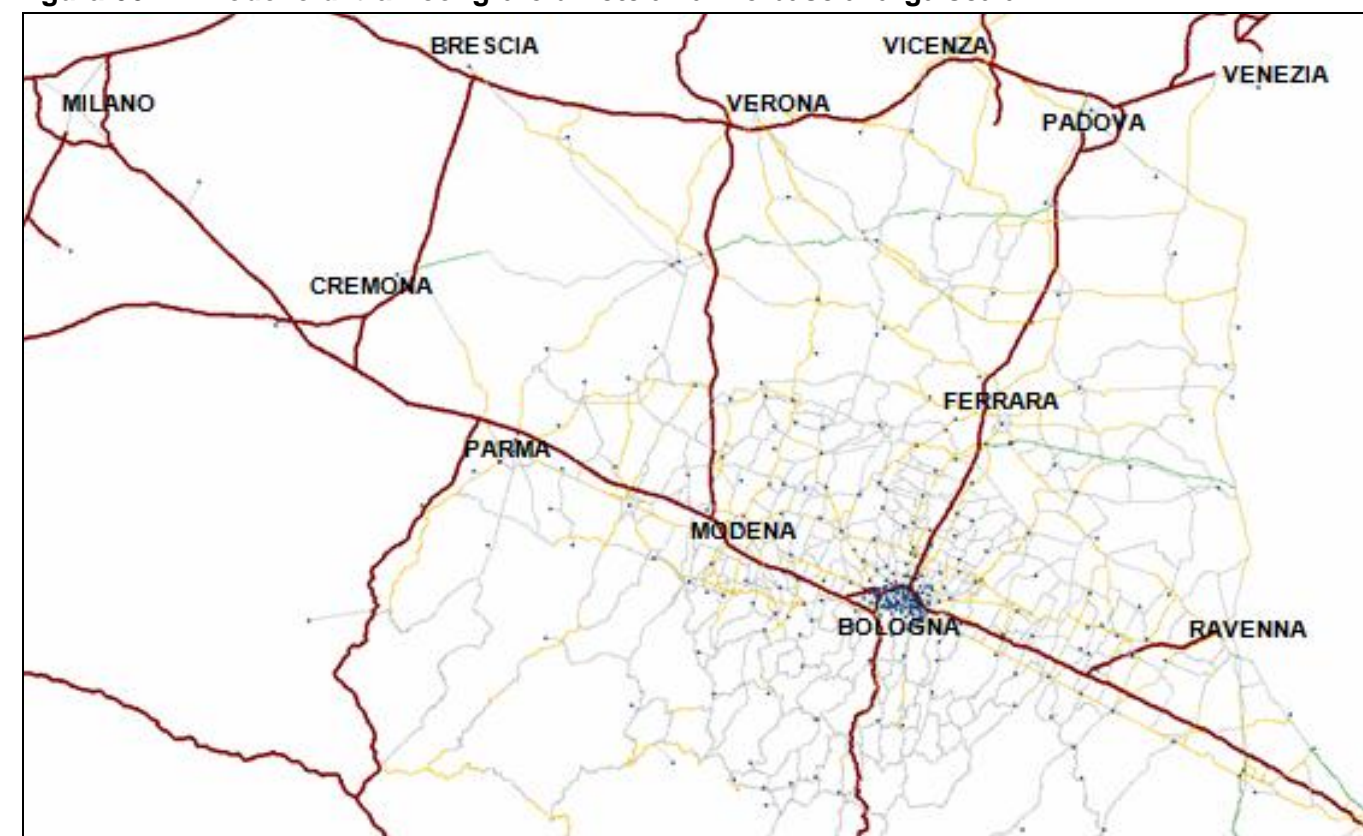 BRESCIA
VICENZA
VENEZIA
MILANO
VERONA
PADOVA
CREMONA
FERRARA
PARMA
MODENA
BOLOGNA
RAVENNA